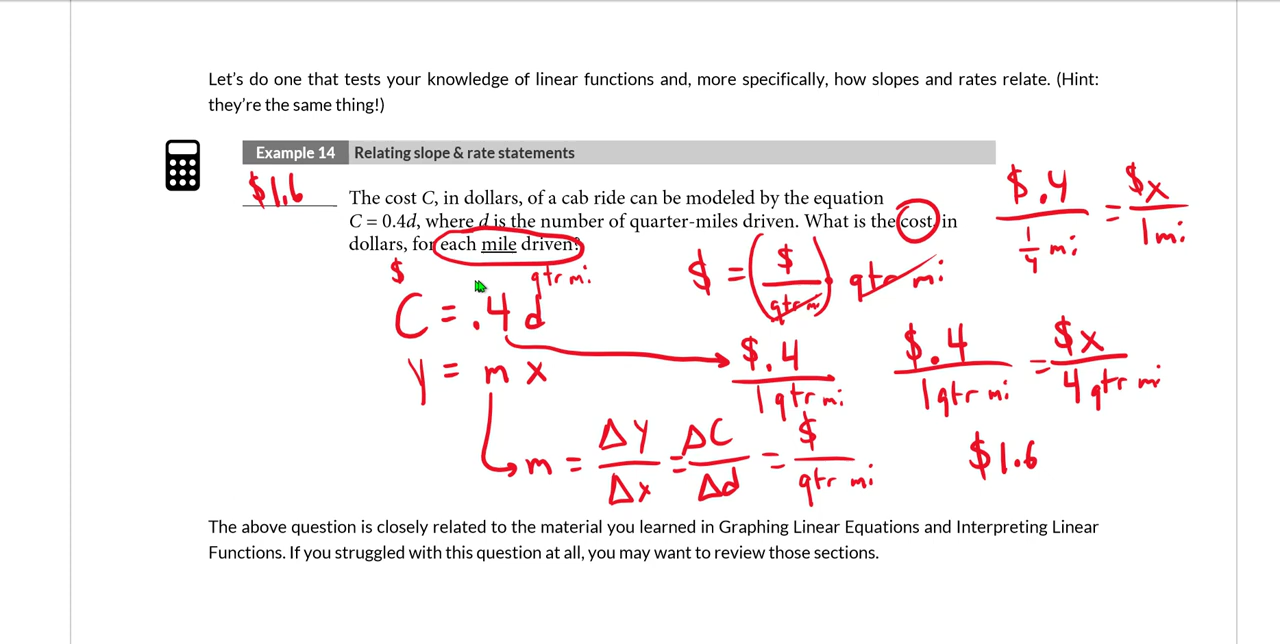 Let's do one that tests your knowledge of linear functions and, more specifically, how slopes and rates relate. (Hint:
they're the same thing!)
Example 14 Relating slope & rate statements
$1.6
The cost C, in dollars, of a cab ride can be modeled by the equation
C = 0.4d, where d is the number of quarter-miles driven. What is the cost, in
dollars, for each mile driven?
$ qtr mi
C = .4 d
y = m x
m = Δy/Δx = ΔC/Δd = $/qtr mi
$ = ($/qtr mi) · qtr mi
$.4/1 qtr mi
$.4/(1/4 mi) = $x/1 mi
$.4/1 qtr mi = $x/4 qtr mi
$1.6
The above question is closely related to the material you learned in Graphing Linear Equations and Interpreting Linear
Functions. If you struggled with this question at all, you may want to review those sections.